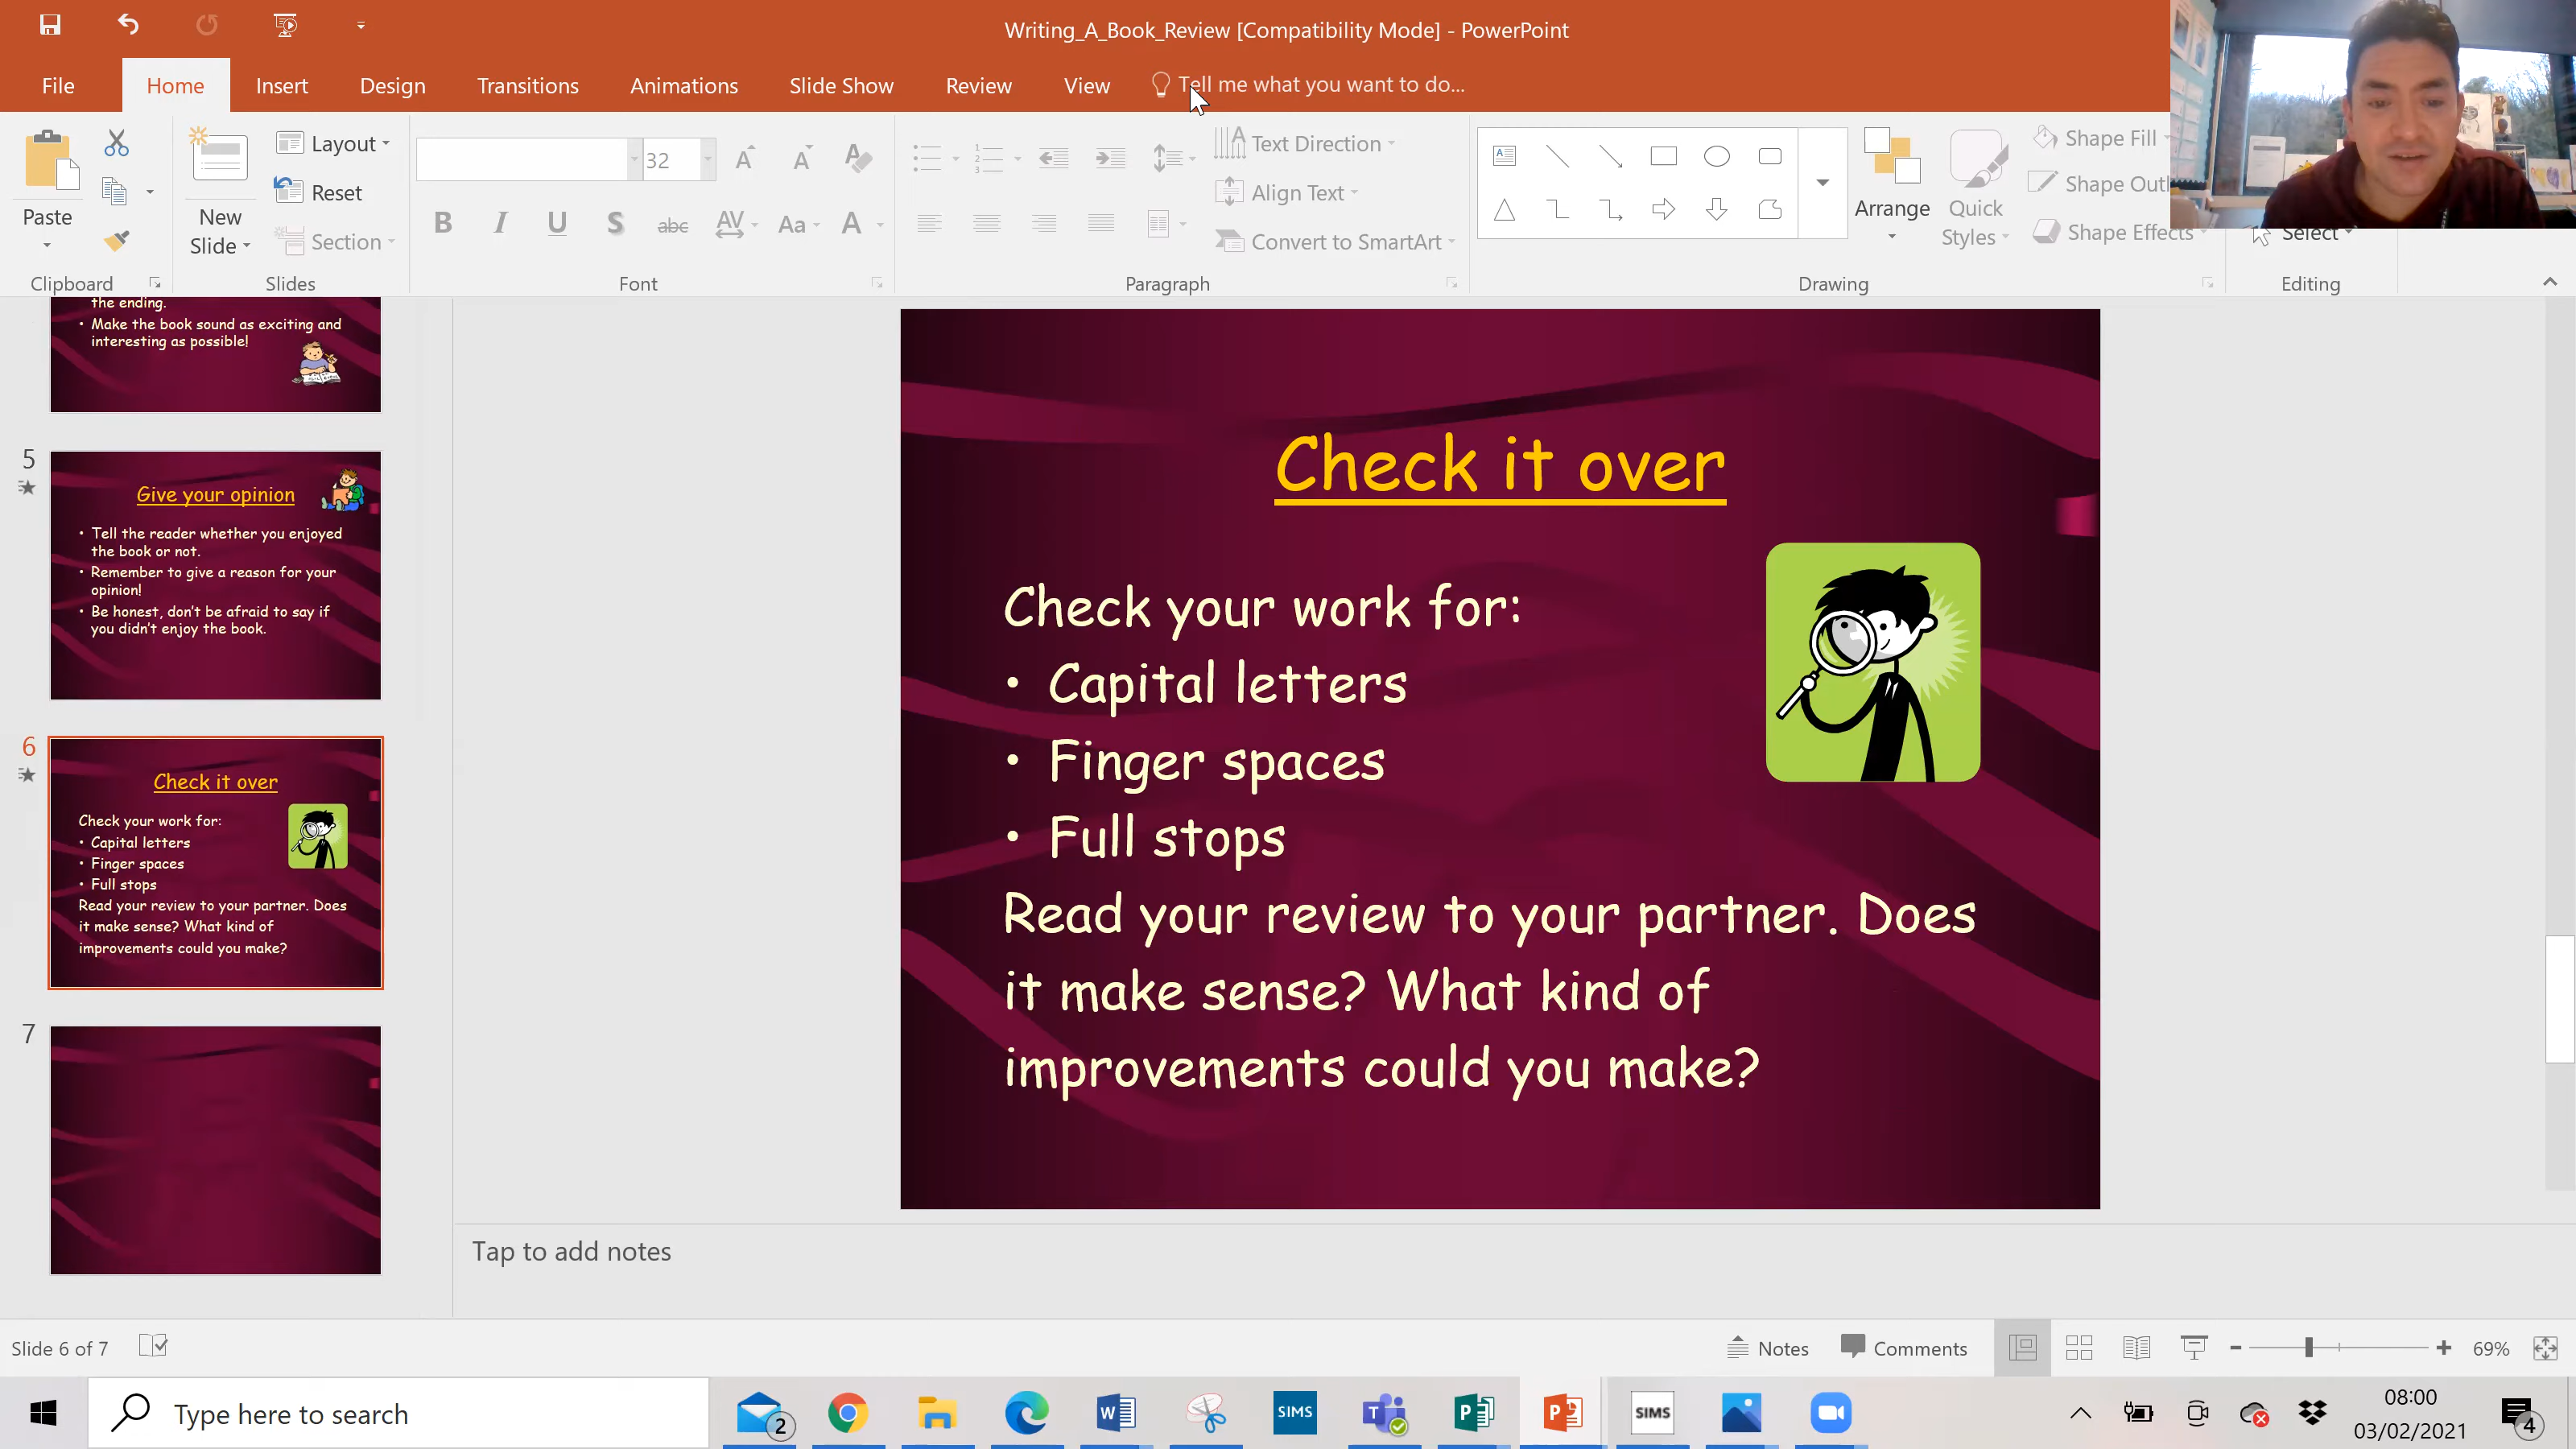 Writing_A_Book_Review [Compatibility Mode] - PowerPoint
File
Home
Insert
Design
Transitions
Animations
Slide Show
Review
View
Tell me what you want to do...
Paste
Clipboard
New
Slide
Layout
Reset
Section
Slides
32
B
I
U
S
abc
AV
Aa
A
Font
Text Direction
Align Text
Convert to SmartArt
Paragraph
Arrange
Quick
Styles
Shape Fill
Shape Outl
Shape Effects
Drawing
Select
Editing
the ending.
• Make the book sound as exciting and
interesting as possible!
5
Give your opinion
• Tell the reader whether you enjoyed
the book or not.
• Remember to give a reason for your
opinion!
• Be honest, don't be afraid to say if
you didn't enjoy the book.
6
Check it over
Check your work for:
• Capital letters
• Finger spaces
• Full stops
Read your review to your partner. Does
it make sense? What kind of
improvements could you make?
7
Check it over
Check your work for:
• Capital letters
• Finger spaces
• Full stops
Read your review to your partner. Does
it make sense? What kind of
improvements could you make?
Tap to add notes
Slide 6 of 7
Notes
Comments
69%
Type here to search
2
SIMS
SIMS
08:00
03/02/2021
4